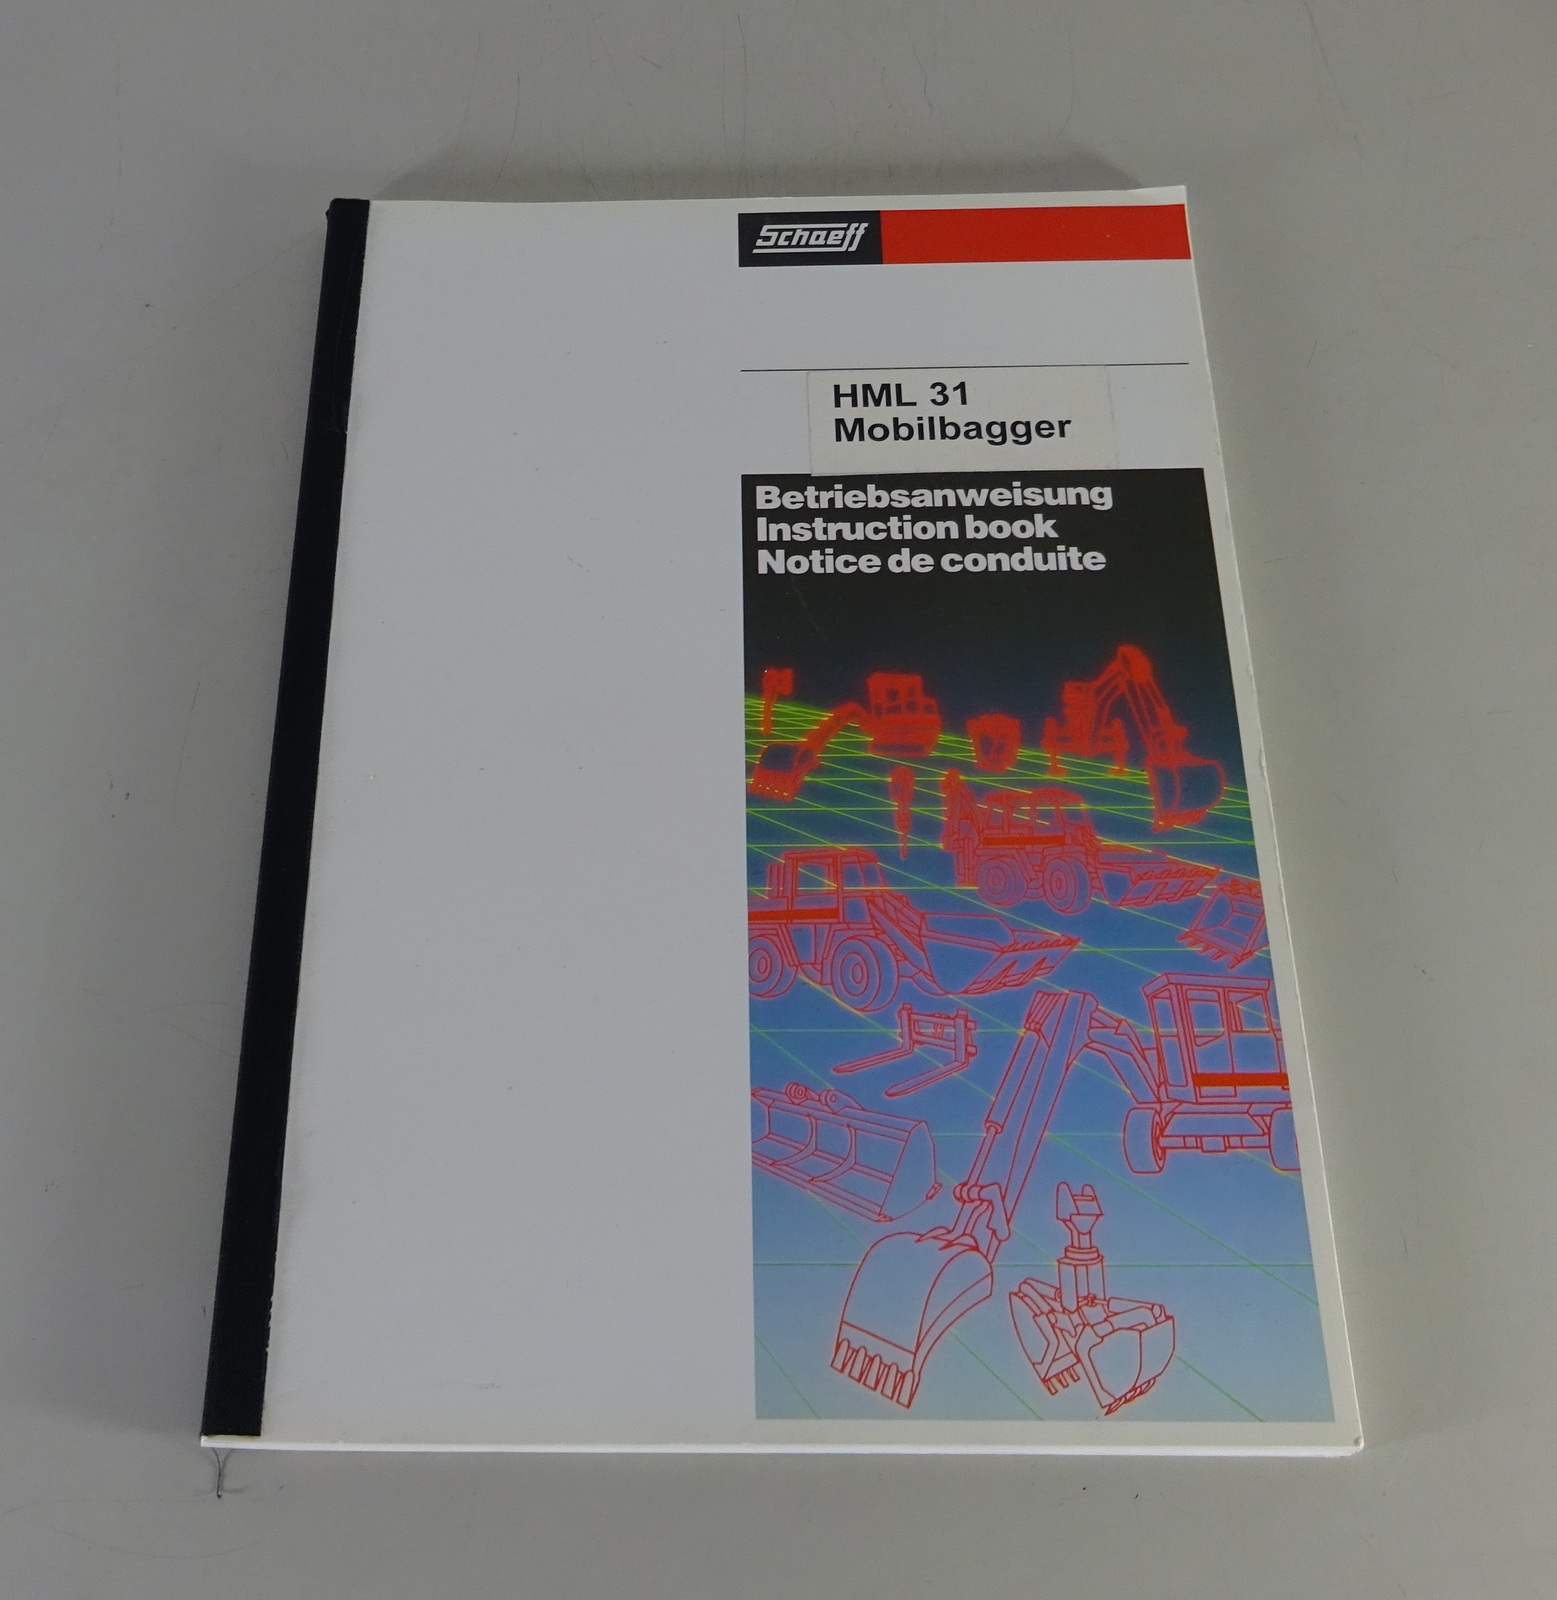 Schaeff
HML 31
Mobilbagger
Betriebsanweisung
Instruction book
Notice de conduite